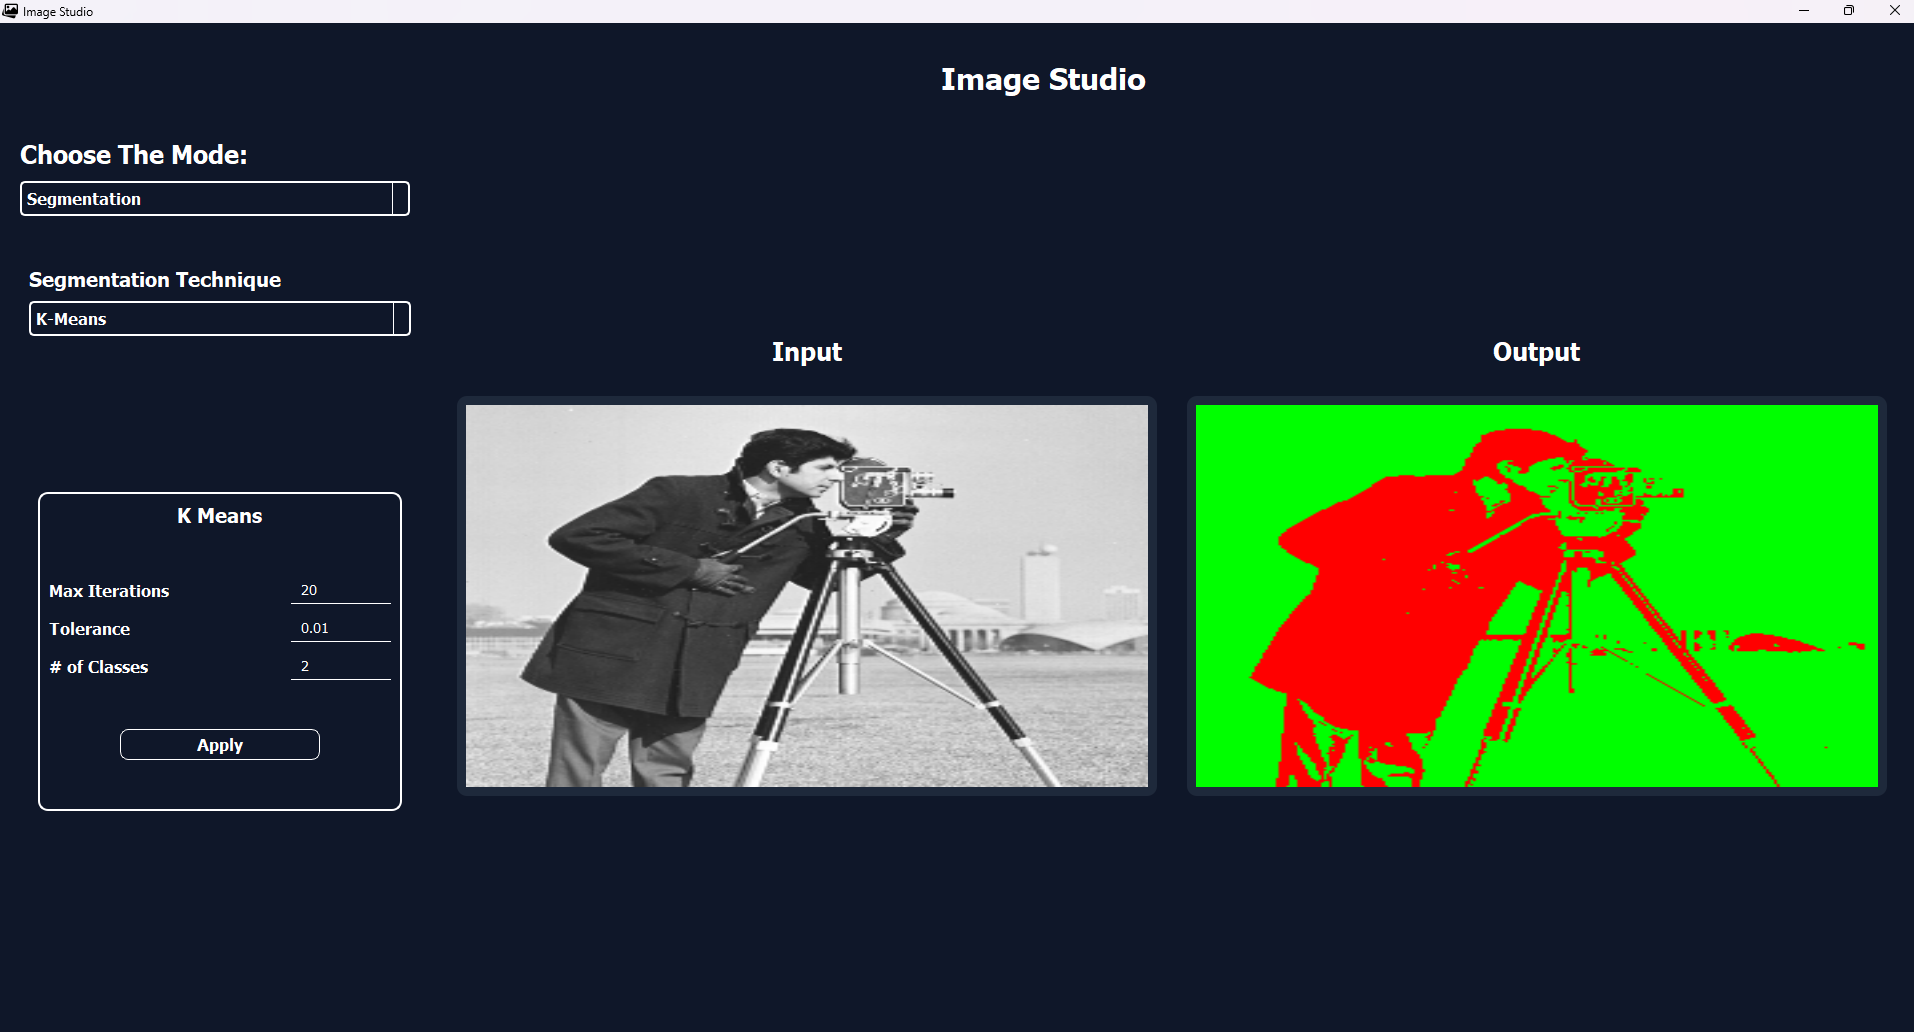 Image Studio
Image Studio
Choose The Mode:
Segmentation
Segmentation Technique
K-Means
Input
Output
K Means
Max Iterations 20
Tolerance 0.01
# of Classes 2
Apply